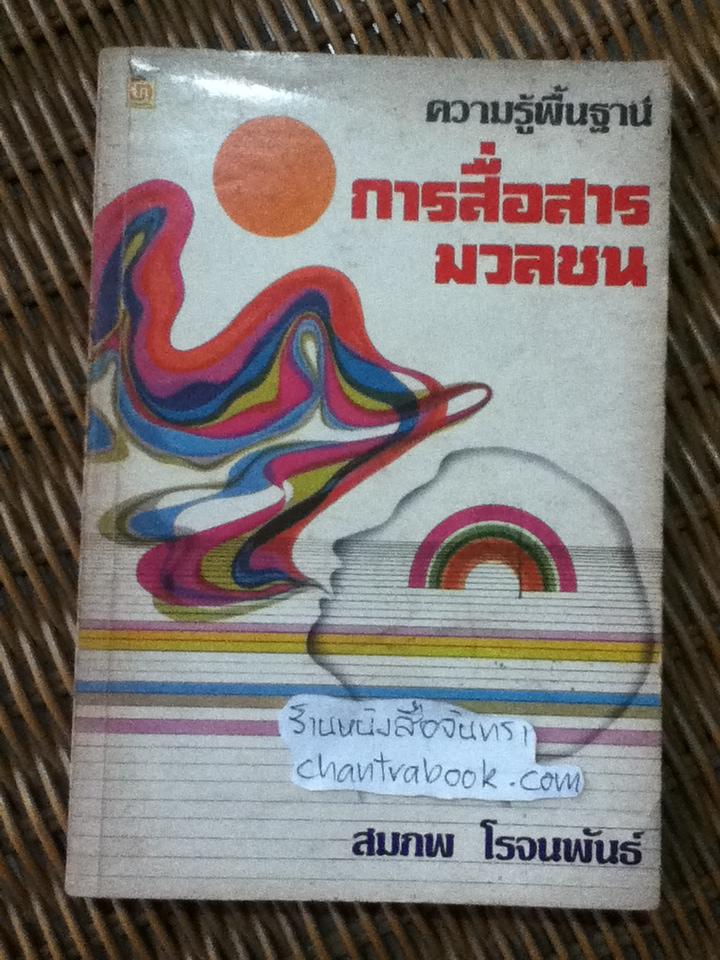 ความรู้พื้นฐาน
การสื่อสาร
มวลชน
ร้านหนังสือจันทรา
chantrabook.com
สมภพ โรจนพันธ์